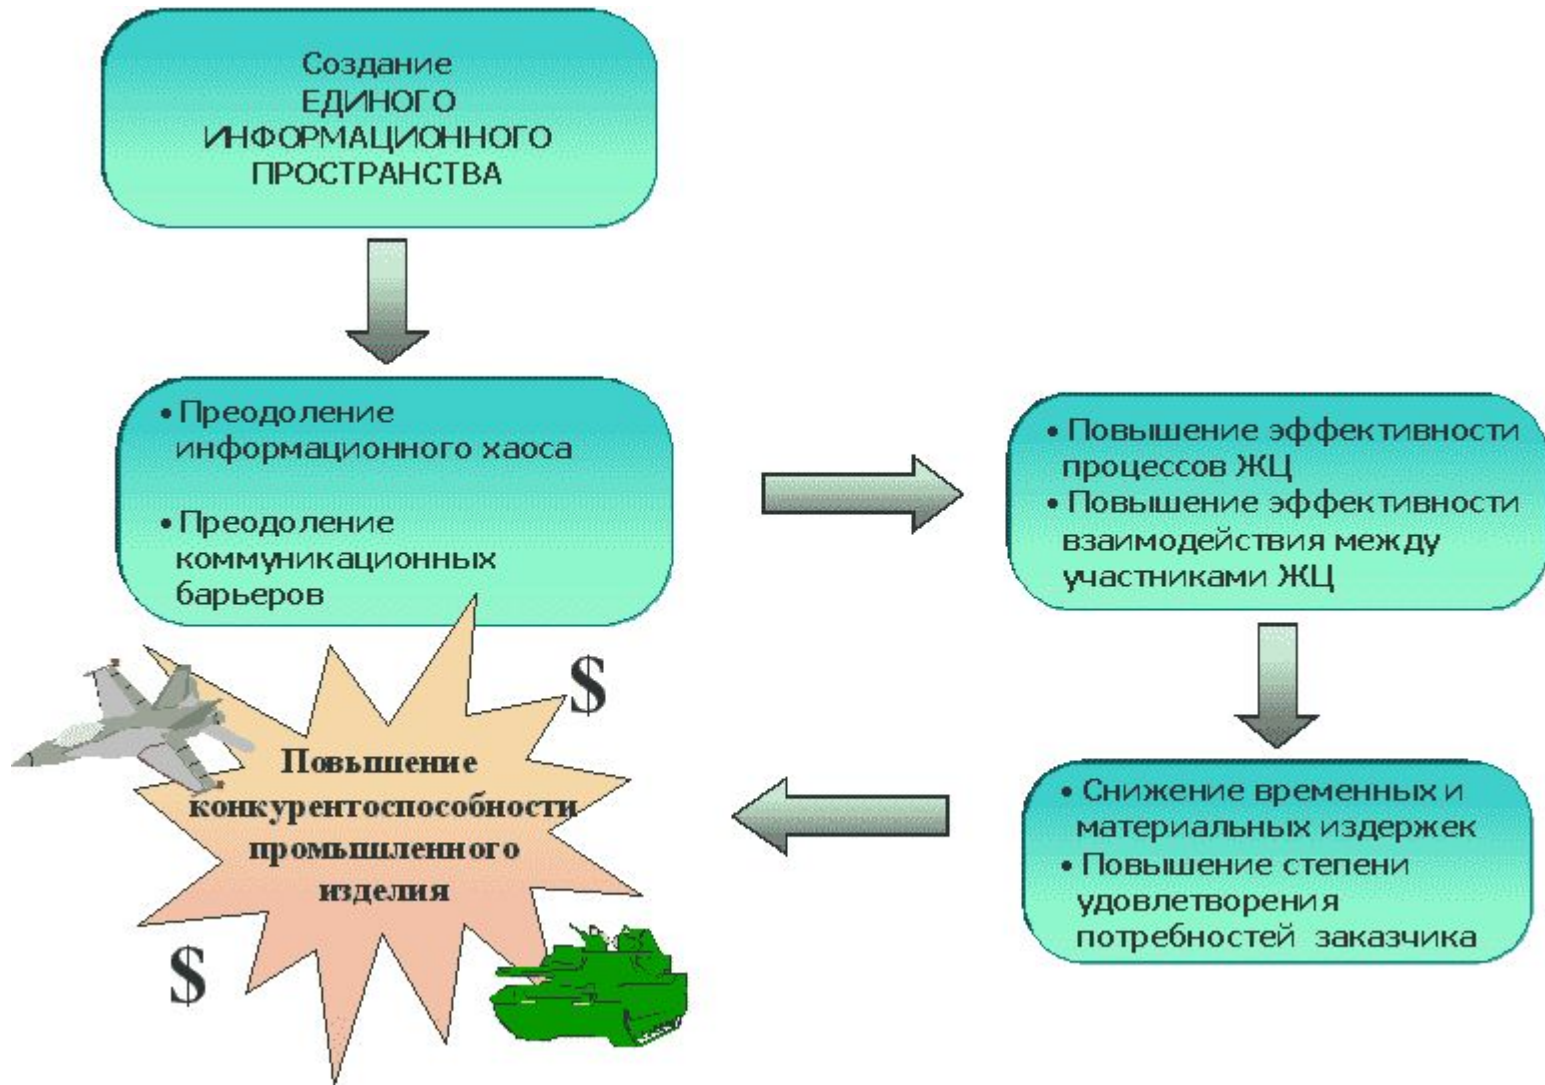 Создание
ЕДИНОГО
ИНФОРМАЦИОННОГО
ПРОСТРАНСТВА
• Преодоление
информационного хаоса
• Преодоление
коммуникационных
барьеров
• Повышение эффективности
процессов ЖЦ
• Повышение эффективности
взаимодействия между
участниками ЖЦ
• Снижение временных и
материальных издержек
• Повышение степени
удовлетворения
потребностей заказчика
$
Повышение
конкурентоспособности
промышленного
изделия
$